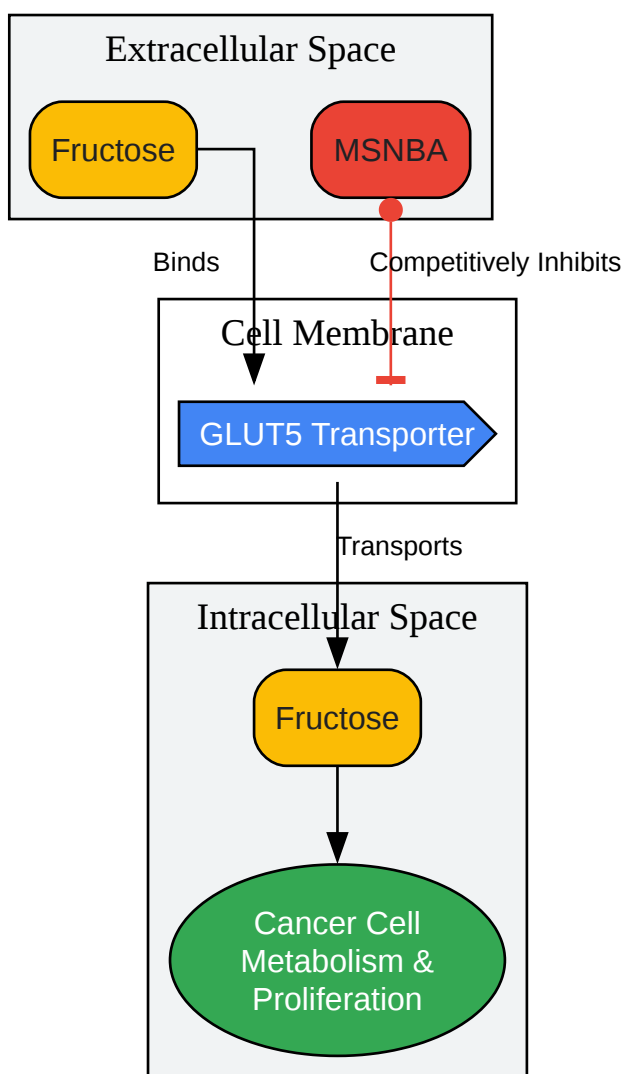 Extracellular Space
Fructose
MSNBA
Binds
Competitively Inhibits
Cell Membrane
GLUT5 Transporter
Transports
Intracellular Space
Fructose
Cancer Cell
Metabolism &
Proliferation